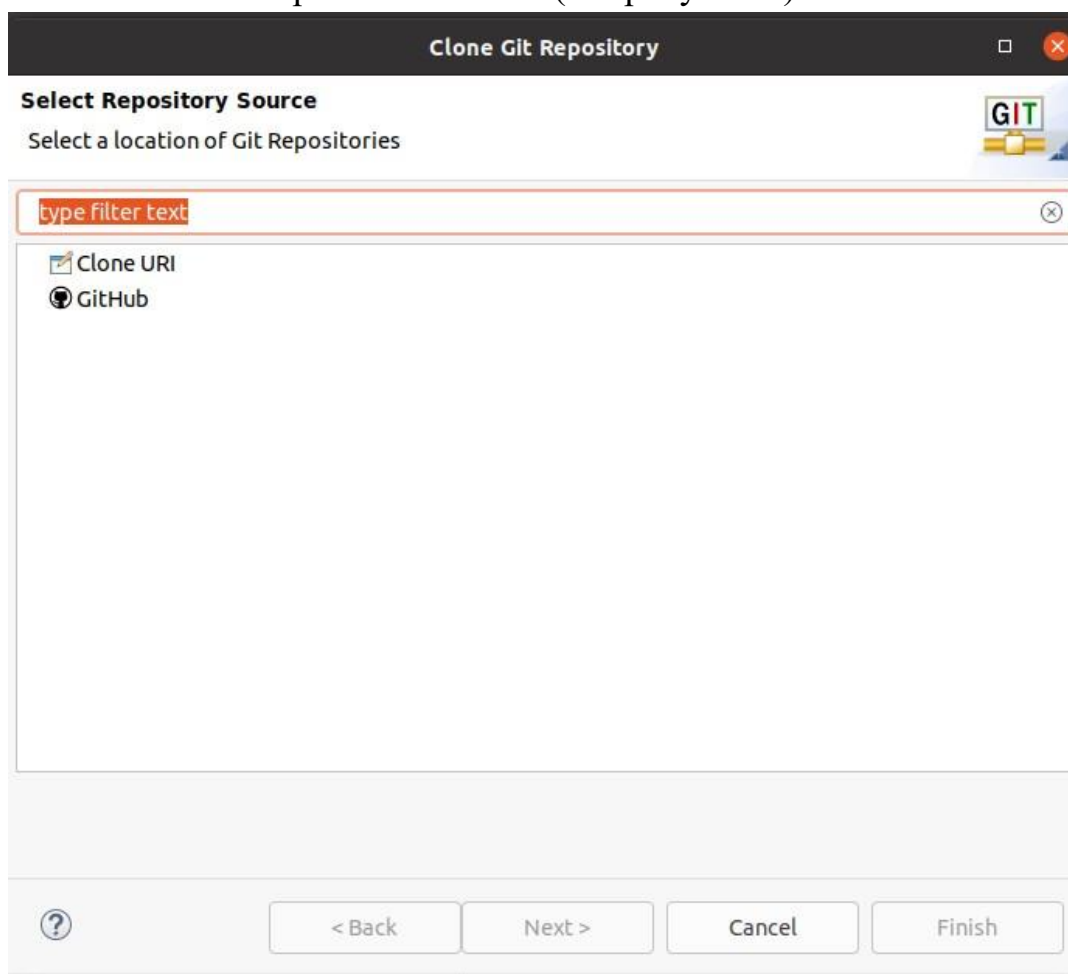 Clone Git Repository
Select Repository Source
Select a location of Git Repositories
GIT
type filter text
Clone URI
GitHub
< Back Next > Cancel Finish